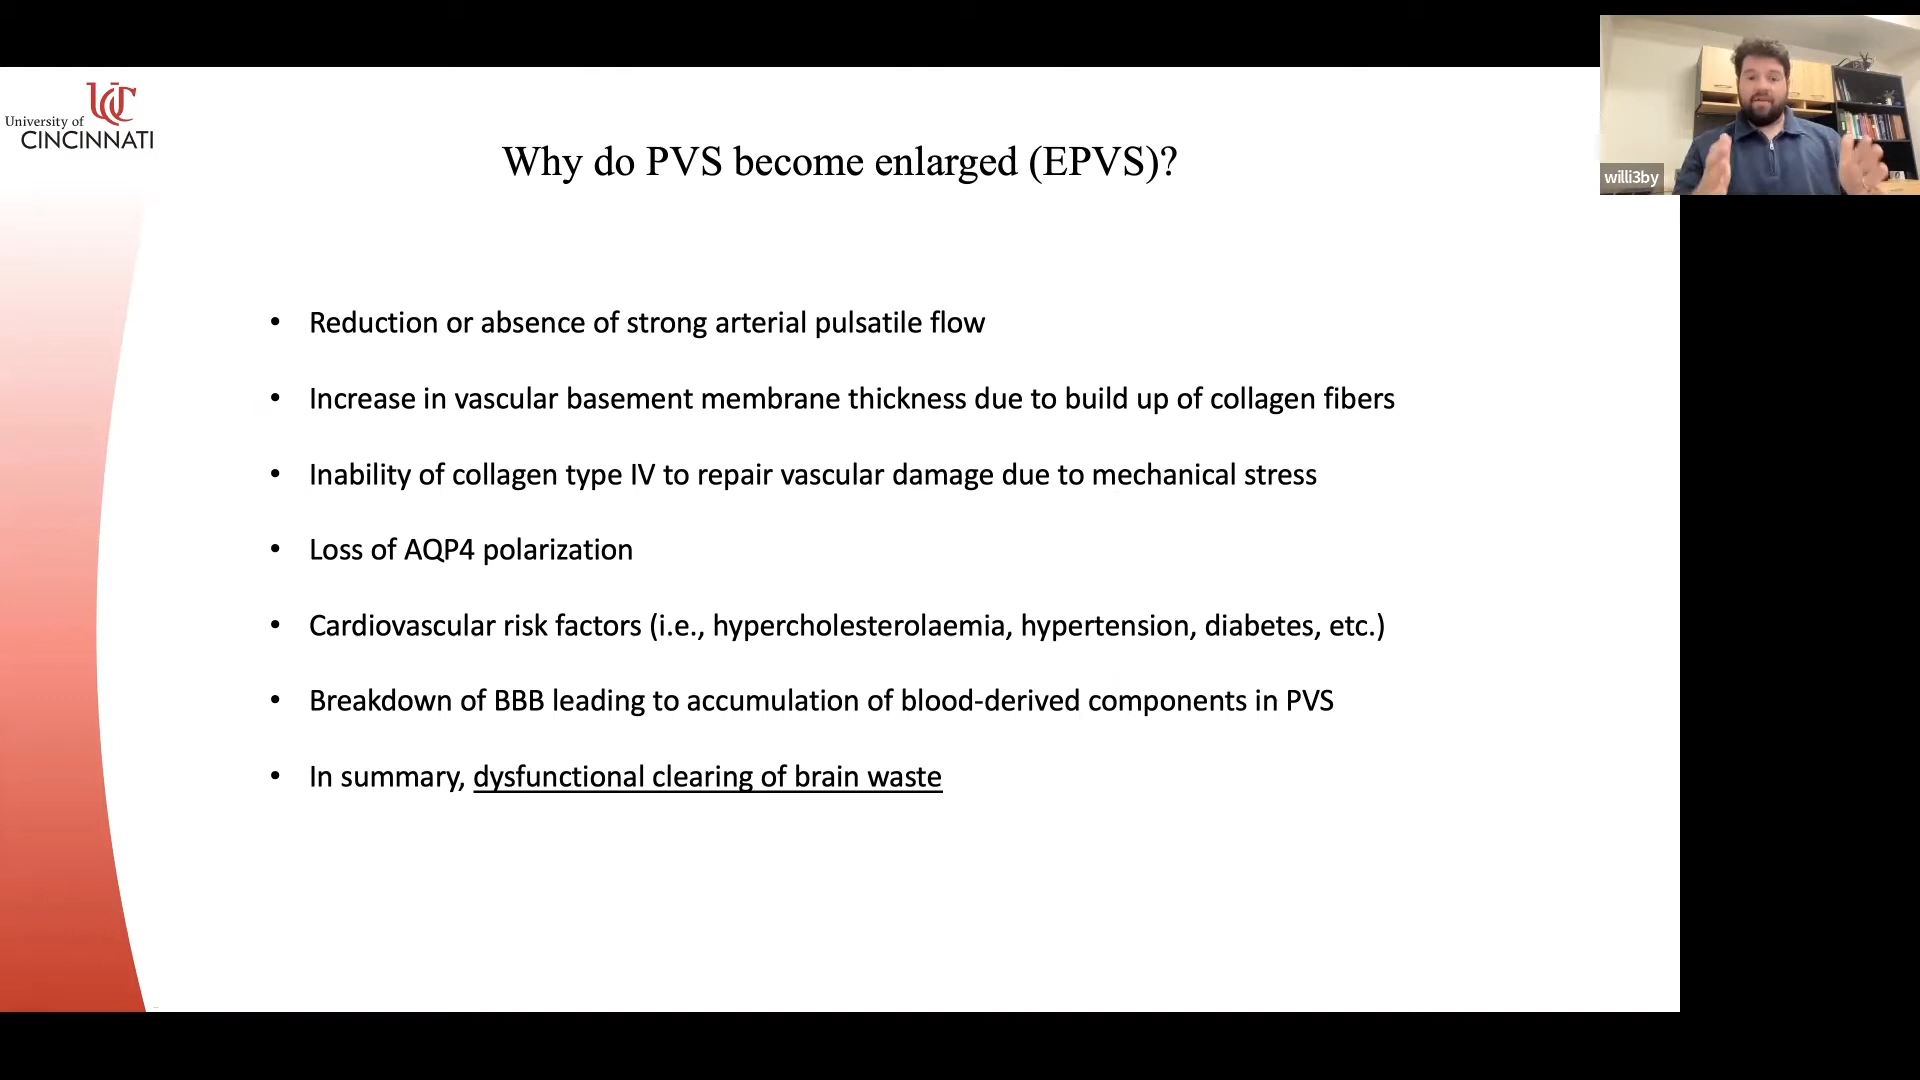 University of
CINCINNATI
Why do PVS become enlarged (EPVS)?
willi3by
• Reduction or absence of strong arterial pulsatile flow
• Increase in vascular basement membrane thickness due to build up of collagen fibers
• Inability of collagen type IV to repair vascular damage due to mechanical stress
• Loss of AQP4 polarization
• Cardiovascular risk factors (i.e., hypercholesterolaemia, hypertension, diabetes, etc.)
• Breakdown of BBB leading to accumulation of blood-derived components in PVS
• In summary, dysfunctional clearing of brain waste